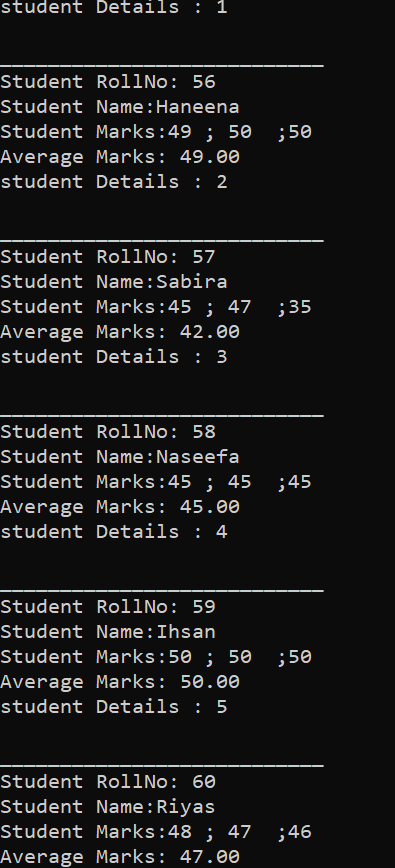 student Details : 1
___________________________
Student RollNo: 56
Student Name:Haneena
Student Marks:49 ; 50  ;50
Average Marks: 49.00
student Details : 2
___________________________
Student RollNo: 57
Student Name:Sabira
Student Marks:45 ; 47  ;35
Average Marks: 42.00
student Details : 3
___________________________
Student RollNo: 58
Student Name:Naseefa
Student Marks:45 ; 45  ;45
Average Marks: 45.00
student Details : 4
___________________________
Student RollNo: 59
Student Name:Ihsan
Student Marks:50 ; 50  ;50
Average Marks: 50.00
student Details : 5
___________________________
Student RollNo: 60
Student Name:Riyas
Student Marks:48 ; 47  ;46
Average Marks: 47.00